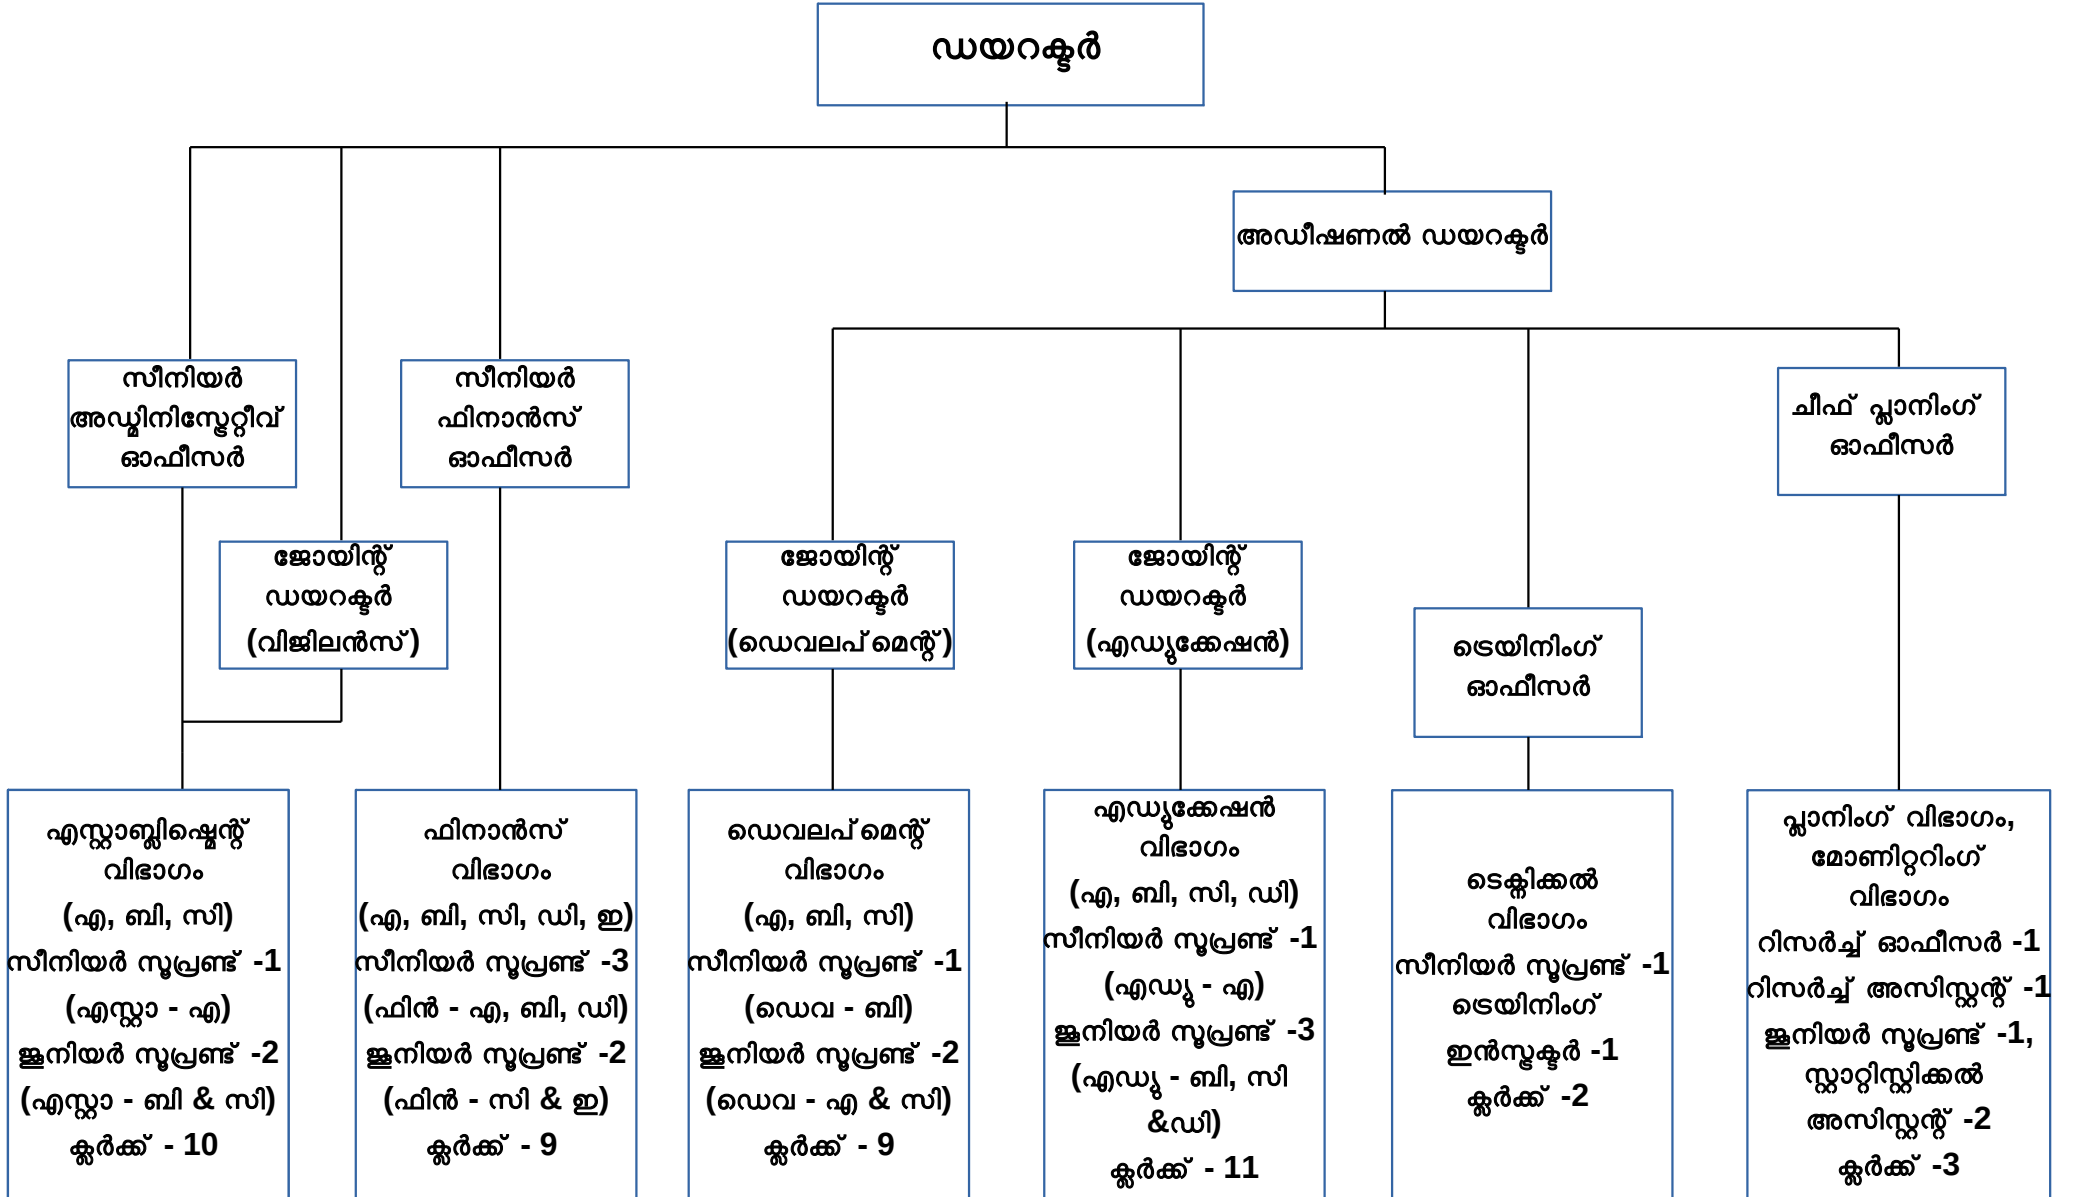 ഡയറക്ടർ
അഡീഷണൽ ഡയറക്ടർ
സീനിയർ
അഡ്മിനിസ്ട്രേറ്റീവ്
ഓഫീസർ
സീനിയർ
ഫിനാൻസ്
ഓഫീസർ
ചീഫ് പ്ലാനിംഗ്
ഓഫീസർ
ജോയിന്റ്
ഡയറക്ടർ
(വിജിലൻസ്)
ജോയിന്റ്
ഡയറക്ടർ
(ഡെവലപ്മെന്റ്)
ജോയിന്റ്
ഡയറക്ടർ
(എഡ്യുക്കേഷൻ)
ട്രെയിനിംഗ്
ഓഫീസർ
എസ്റ്റാബ്ലിഷ്മെന്റ്
വിഭാഗം
(എ, ബി, സി)
സീനിയർ സൂപ്രണ്ട് -1
(എസ്റ്റാ - എ)
ജൂനിയർ സൂപ്രണ്ട് -2
(എസ്റ്റാ - ബി & സി)
ക്ലർക്ക് - 10
ഫിനാൻസ്
വിഭാഗം
(എ, ബി, സി, ഡി, ഇ)
സീനിയർ സൂപ്രണ്ട് -3
(ഫിൻ - എ, ബി, ഡി)
ജൂനിയർ സൂപ്രണ്ട് -2
(ഫിൻ - സി & ഇ)
ക്ലർക്ക് - 9
ഡെവലപ്മെന്റ്
വിഭാഗം
(എ, ബി, സി)
സീനിയർ സൂപ്രണ്ട് -1
(ഡെവ - ബി)
ജൂനിയർ സൂപ്രണ്ട് -2
(ഡെവ - എ & സി)
ക്ലർക്ക് - 9
എഡ്യുക്കേഷൻ
വിഭാഗം
(എ, ബി, സി, ഡി)
സീനിയർ സൂപ്രണ്ട് -1
(എഡ്യു - എ)
ജൂനിയർ സൂപ്രണ്ട് -3
(എഡ്യു - ബി, സി
&ഡി)
ക്ലർക്ക് - 11
ടെക്നിക്കൽ
വിഭാഗം
സീനിയർ സൂപ്രണ്ട് -1
ട്രെയിനിംഗ്
ഇൻസ്ട്രക്ടർ -1
ക്ലർക്ക് -2
പ്ലാനിംഗ് വിഭാഗം,
മോണിറ്ററിംഗ്
വിഭാഗം
റിസർച്ച് ഓഫീസർ -1
റിസർച്ച് അസിസ്റ്റന്റ് -1
ജൂനിയർ സൂപ്രണ്ട് -1,
സ്റ്റാറ്റിസ്റ്റിക്കൽ
അസിസ്റ്റന്റ് -2
ക്ലർക്ക് -3